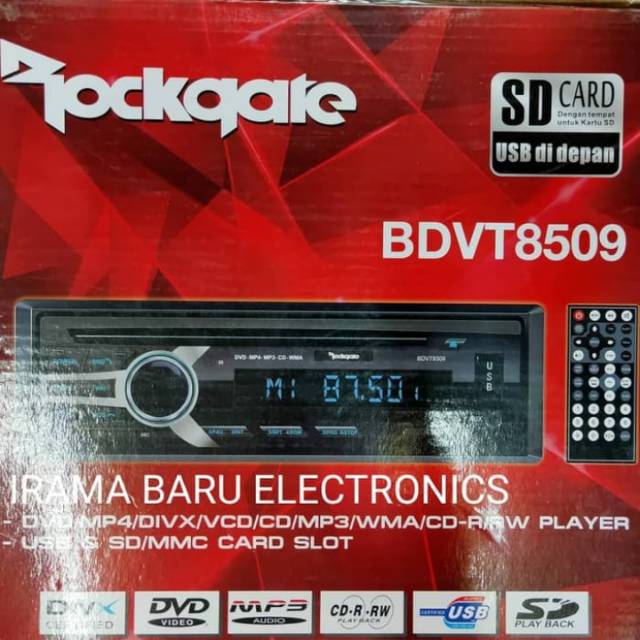 Rockgate
SD CARD
Dengan tempat
untuk Kartu SD
USB di depan
BDVT8509
DVD-MP4-MP3-CD-WMA
Rockgate
BDVT8509
M1 87.50
USB
IRAMA BARU ELECTRONICS
- DVD/MP4/DIVX/VCD/CD/MP3/WMA/CD-R/RW PLAYER
- USB & SD/MMC CARD SLOT
DIVX
CERTIFIED
DVD
VIDEO
MP3
AUDIO
CD-R-RW
PLAY BACK
CERTIFIED
USB
SD
PLAY BACK